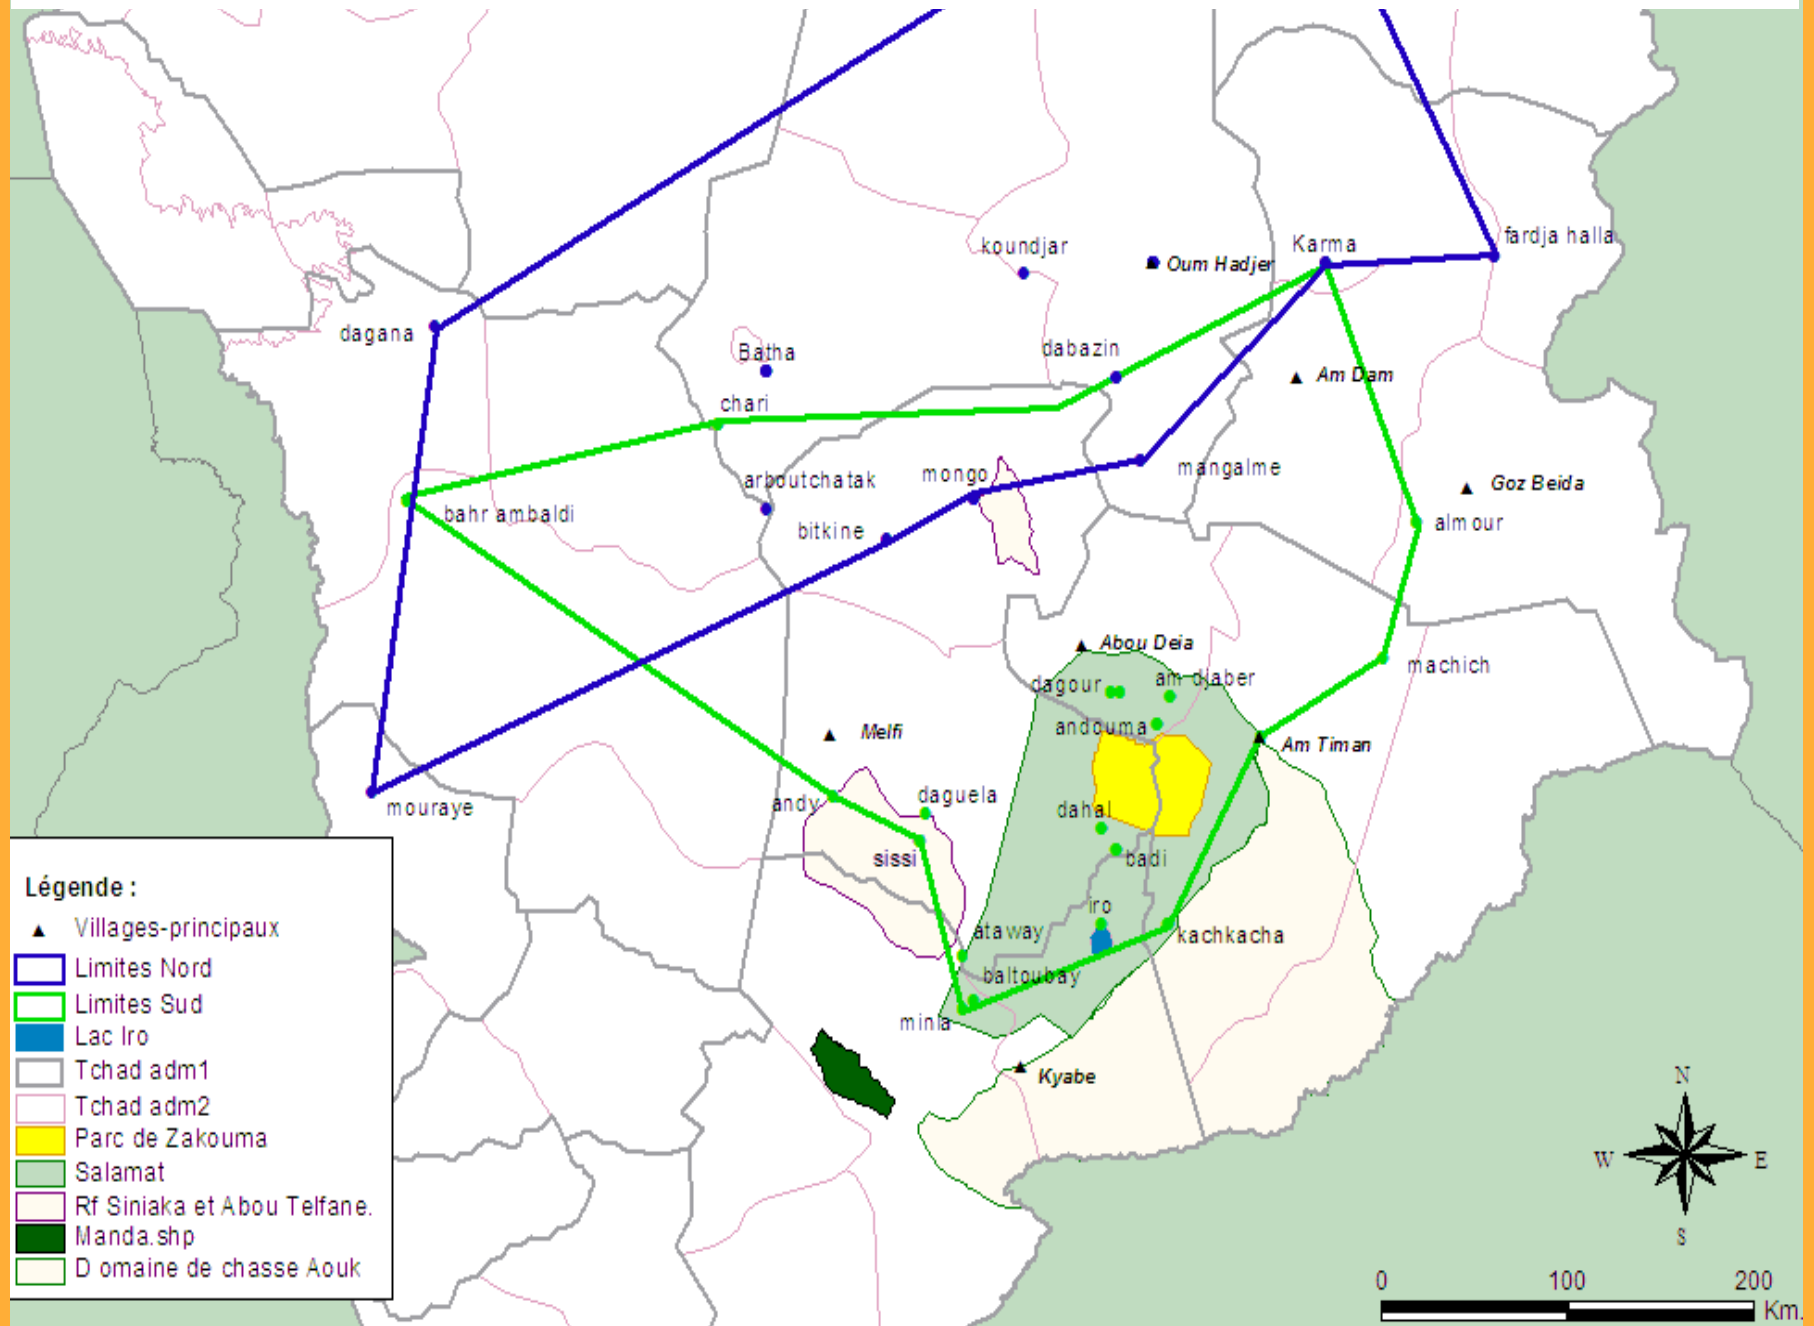 fardja halla
Karma
koundjar
Oum Hadjer
dagana
Batha
dabazin
Am Dam
chari
mongo
mangalme
arboutchatak
Goz Beida
bahr ambaldi
almour
bitkine
Abou Deia
machich
dagour
am djaber
andouma
Melfi
Am Timan
mouraye
andy
daguela
dahal
sissi
badi
iro
ataway
kachkacha
baltoubay
minla
Kyabe
Légende :
Villages-principaux
Limites Nord
Limites Sud
Lac Iro
Tchad adm1
Tchad adm2
Parc de Zakouma
Salamat
Rf Siniaka et Abou Telfane.
Manda.shp
D omaine de chasse Aouk
N
W
E
S
0 100 200
Km.